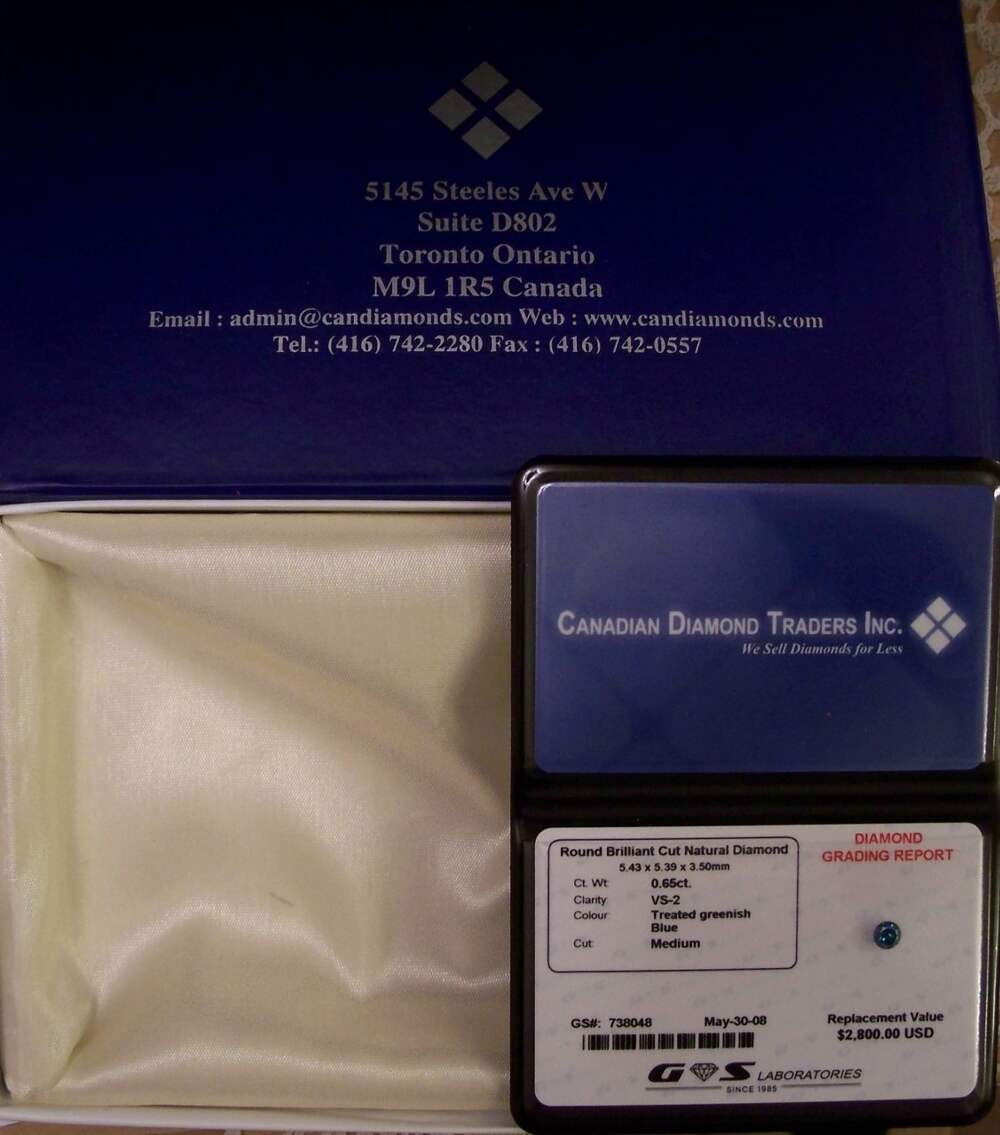 5145 Steeles Ave W
Suite D802
Toronto Ontario
M9L 1R5 Canada
Email : admin@candiamonds.com Web : www.candiamonds.com
Tel.: (416) 742-2280 Fax : (416) 742-0557
CANADIAN DIAMOND TRADERS INC.
We Sell Diamonds for Less
DIAMOND
GRADING REPORT
Round Brilliant Cut Natural Diamond
5.43 x 5.39 x 3.50mm
Ct. Wt: 0.65ct.
Clarity VS-2
Colour Treated greenish
Blue
Cut: Medium
GS#: 738048 May-30-08
Replacement Value
$2,800.00 USD
G S LABORATORIES
SINCE 1985